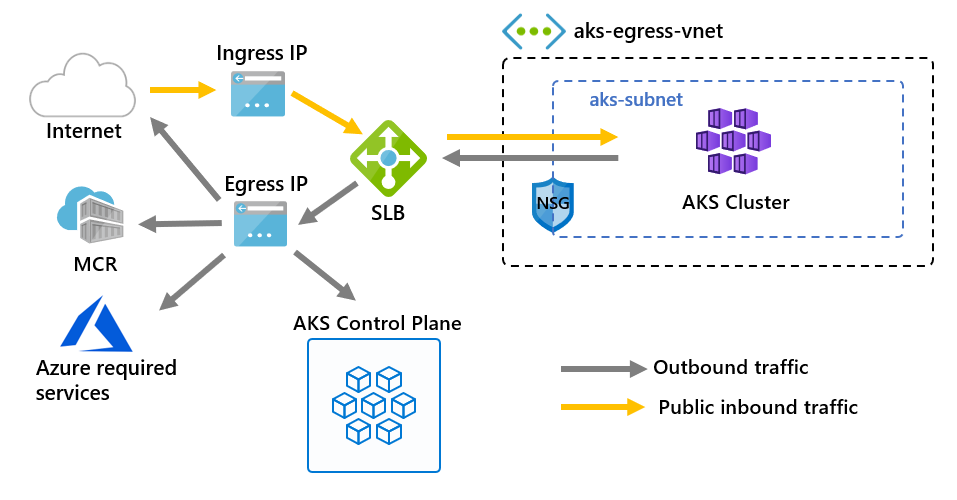 aks-egress-vnet
Ingress IP
aks-subnet
Internet
Egress IP
NSG
AKS Cluster
SLB
MCR
AKS Control Plane
Azure required
services
Outbound traffic
Public inbound traffic